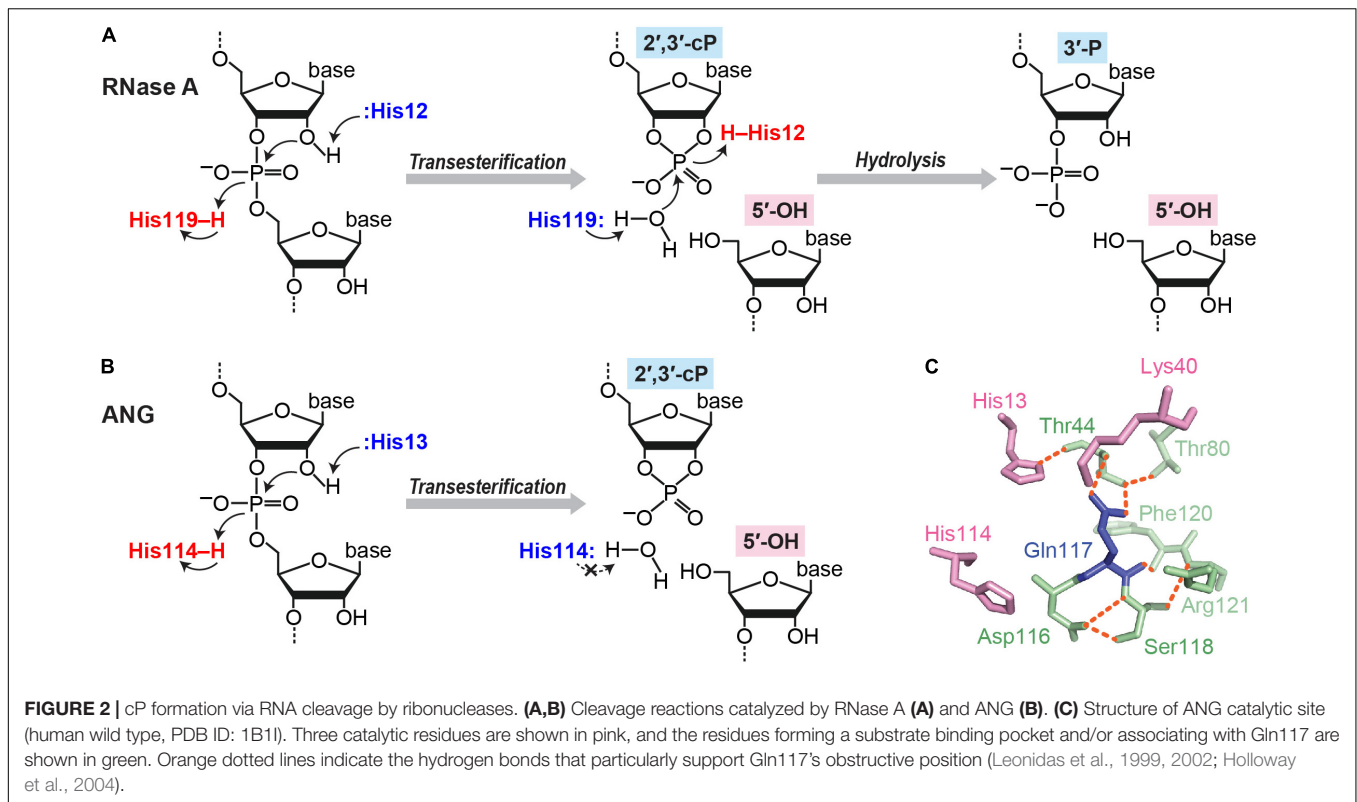 A
RNase A
O
O
base
O
O
H
:His12
−O
P
O
His119–H
O
O
base
O
OH
Transesterification
2′,3′-cP
O
O
base
O
O
H–His12
P
−O
O
His119:
H
O
H
5′-OH
HO
O
base
O
OH
Hydrolysis
3′-P
O
O
base
O
OH
−O
P
O
O−
5′-OH
HO
O
base
O
OH
B
ANG
O
O
base
O
O
H
:His13
−O
P
O
His114–H
O
O
base
O
OH
Transesterification
2′,3′-cP
O
O
base
O
O
P
−O
O
His114:
H
O
H
5′-OH
HO
O
base
O
OH
C
Lys40
His13
Thr44
Thr80
Phe120
His114
Gln117
Arg121
Asp116
Ser118
FIGURE 2 | cP formation via RNA cleavage by ribonucleases. (A,B) Cleavage reactions catalyzed by RNase A (A) and ANG (B). (C) Structure of ANG catalytic site
(human wild type, PDB ID: 1B1I). Three catalytic residues are shown in pink, and the residues forming a substrate binding pocket and/or associating with Gln117 are
shown in green. Orange dotted lines indicate the hydrogen bonds that particularly support Gln117’s obstructive position (Leonidas et al., 1999, 2002; Holloway
et al., 2004).